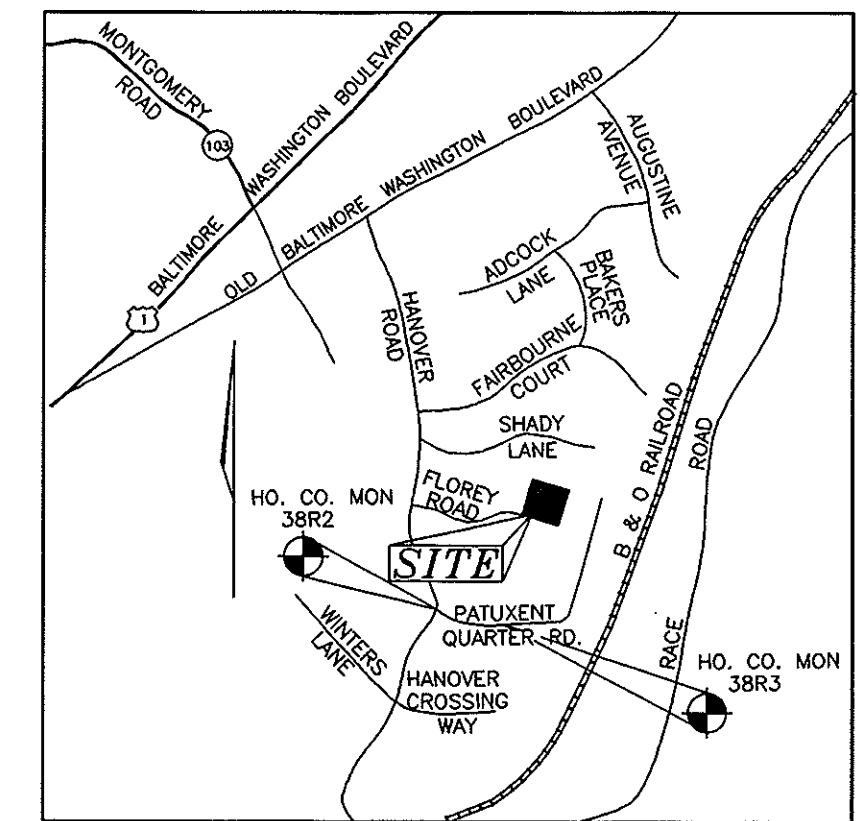 MONTGOMERY
ROAD
103
BALTIMORE WASHINGTON BOULEVARD
1
OLD BALTIMORE WASHINGTON BOULEVARD
AUGUSTINE
AVENUE
ADCOCK
LANE
BAKERS
PLACE
HANOVER
ROAD
FAIRBOURNE
COURT
SHADY
LANE
FLOREY
ROAD
HO. CO. MON
38R2
SITE
B & O RAILROAD
RACE ROAD
PATUXENT
QUARTER RD.
WINTERS
LANE
HANOVER
CROSSING
WAY
HO. CO. MON
38R3